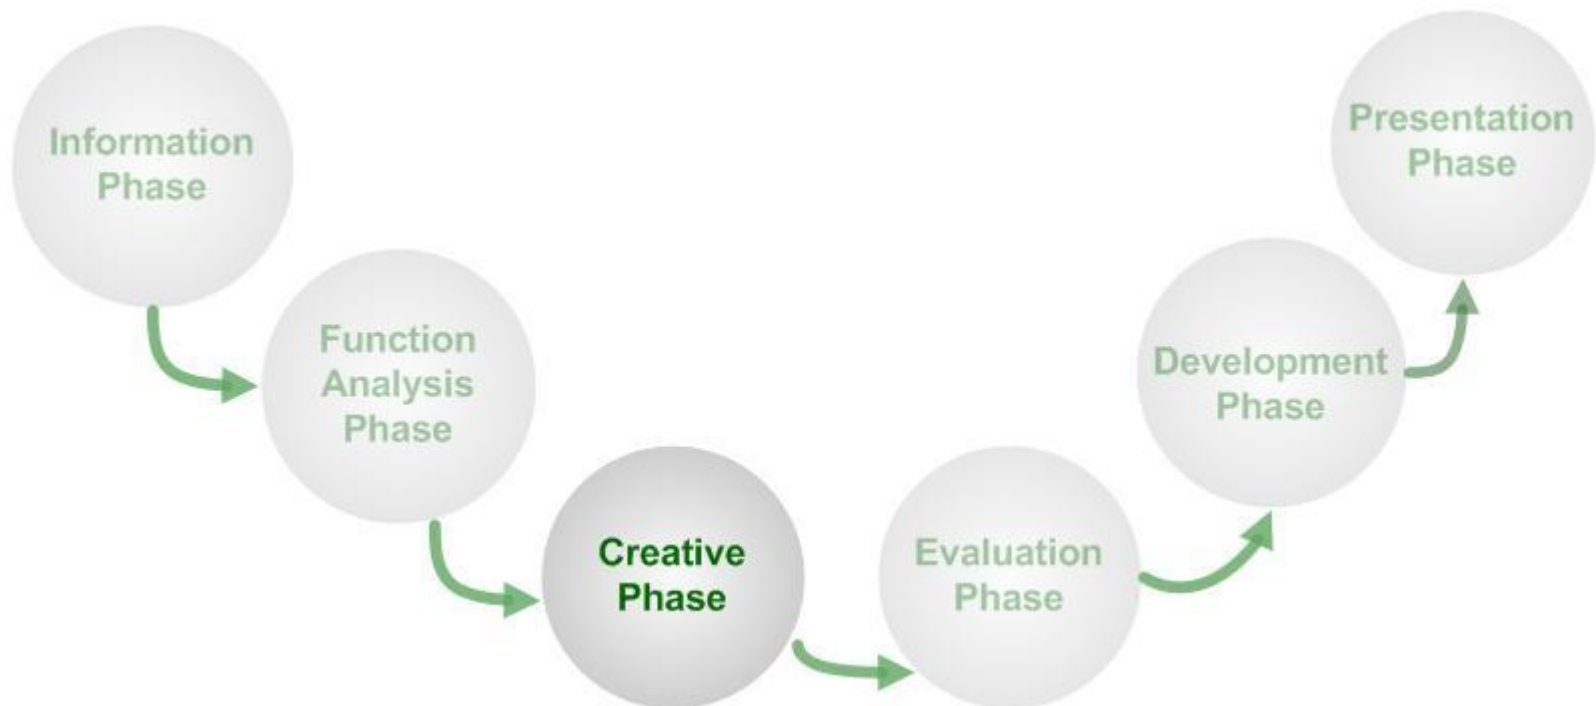 Information
Phase
Function
Analysis
Phase
Creative
Phase
Evaluation
Phase
Development
Phase
Presentation
Phase